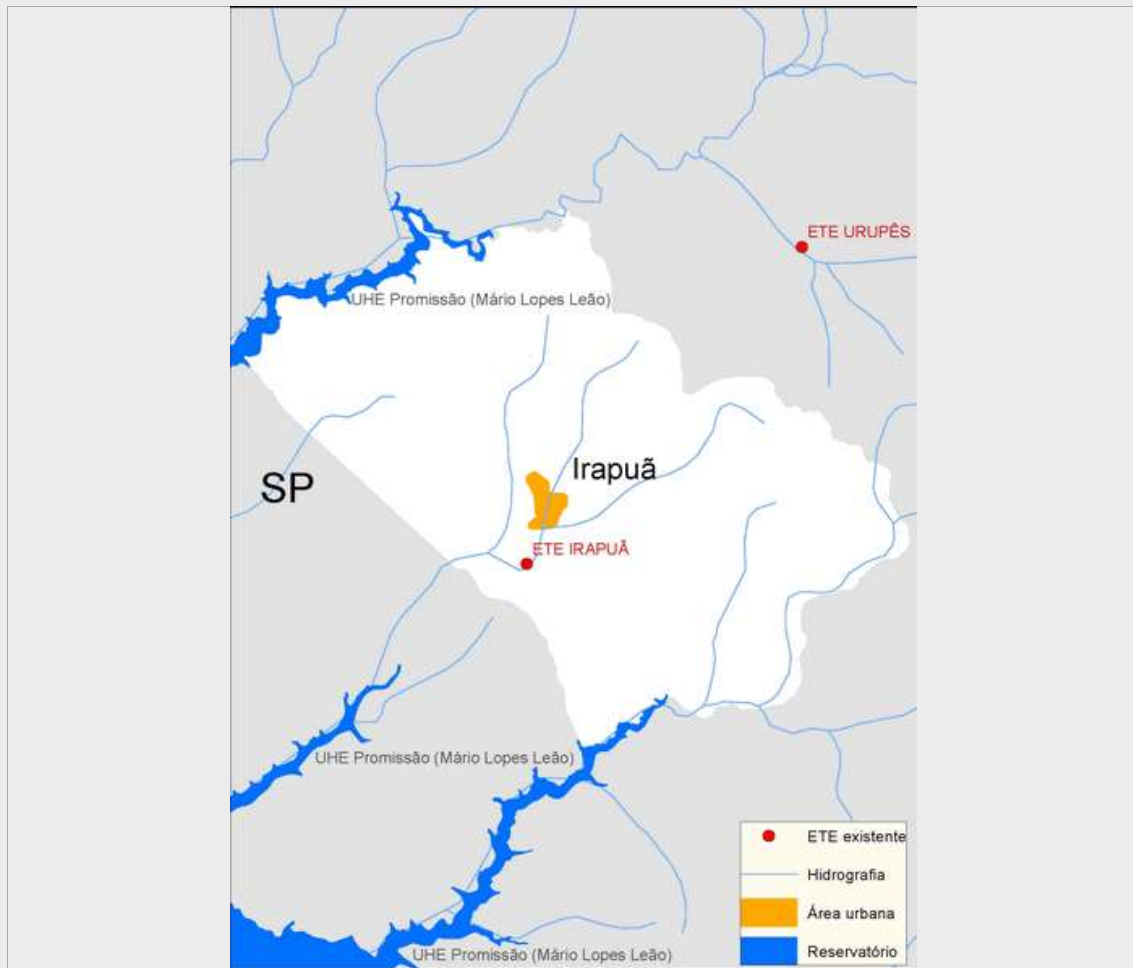 ETE URUPÊS
UHE Promissão (Mário Lopes Leão)
Irapuã
SP
ETE IRAPUÃ
UHE Promissão (Mário Lopes Leão)
ETE existente
Hidrografia
Área urbana
Reservatório
UHE Promissão (Mário Lopes Leão)